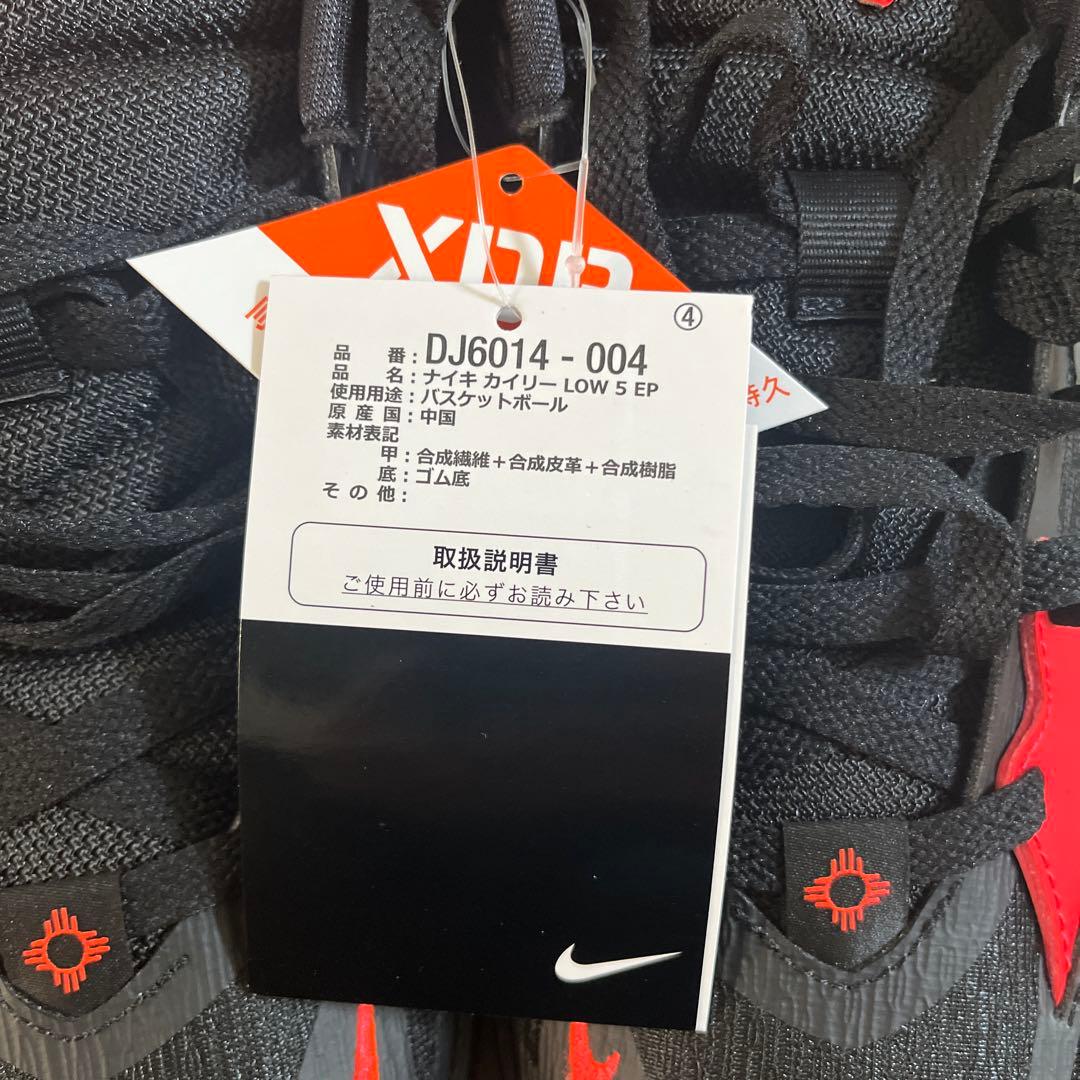 XDR
④
品 番：DJ6014 - 004
品 名：ナイキ カイリー LOW 5 EP
使用用途：バスケットボール
原 産 国：中国
素材表記
甲：合成繊維＋合成皮革＋合成樹脂
底：ゴム底
そ の 他：
取扱説明書
ご使用前に必ずお読み下さい
持久